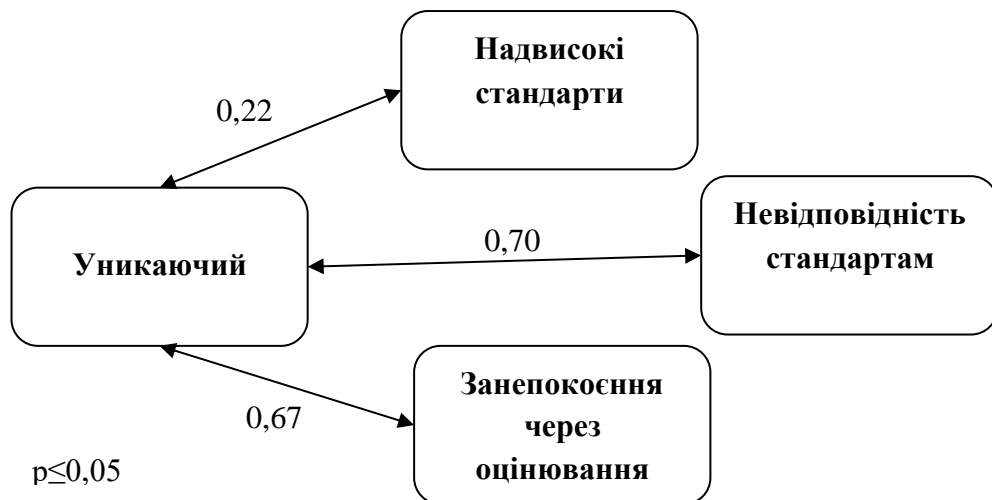 Надвисокі
стандарти
0,22
Уникаючий
0,70
Невідповідність
стандартам
0,67
Занепокоєння
через
оцінювання
p≤0,05